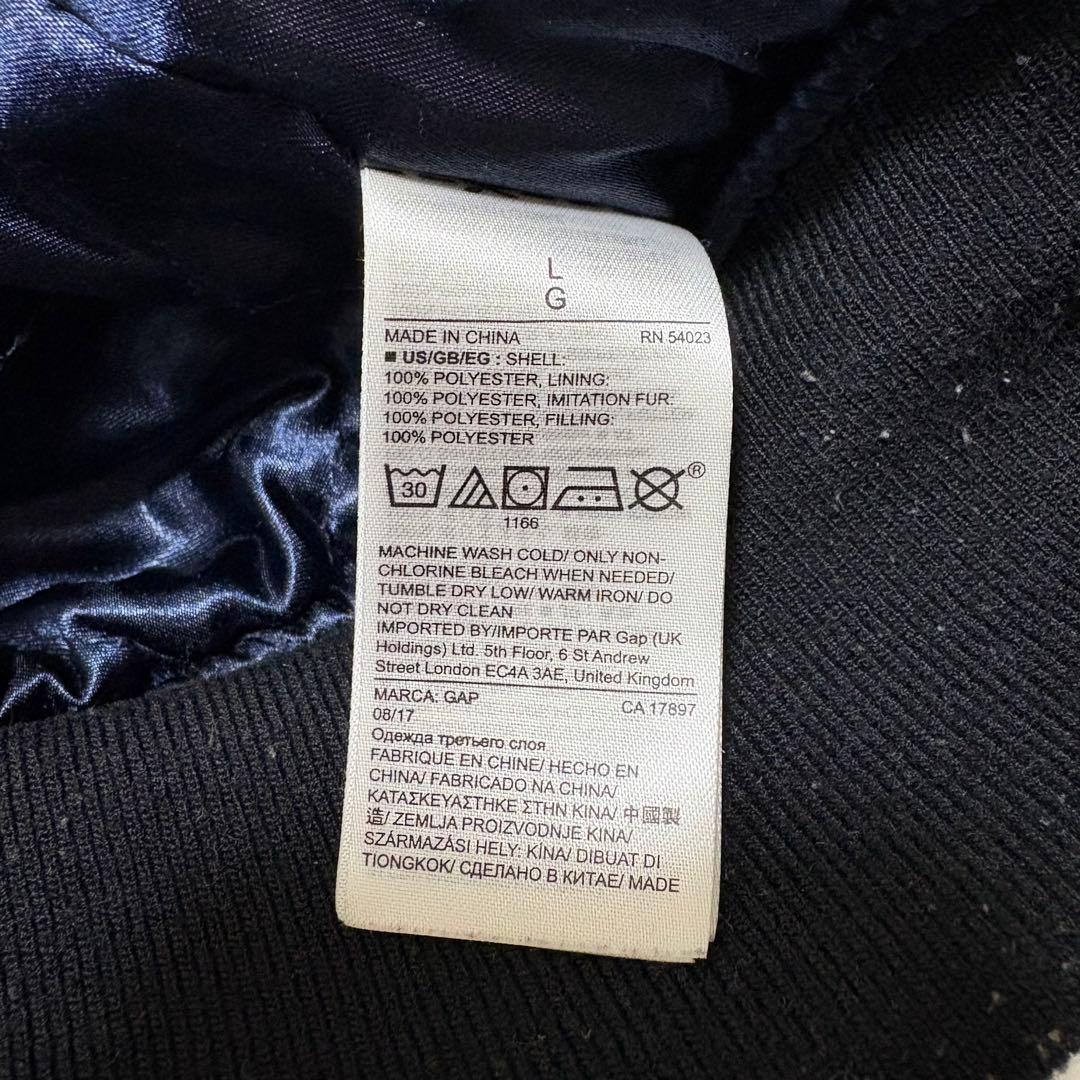 L
G
MADE IN CHINA RN 54023
US/GB/EG : SHELL:
100% POLYESTER, LINING:
100% POLYESTER, IMITATION FUR:
100% POLYESTER, FILLING:
100% POLYESTER
30 ®
1166
MACHINE WASH COLD/ ONLY NON-
CHLORINE BLEACH WHEN NEEDED/
TUMBLE DRY LOW/ WARM IRON/ DO
NOT DRY CLEAN
IMPORTED BY/IMPORTE PAR Gap (UK
Holdings) Ltd. 5th Floor, 6 St Andrew
Street London EC4A 3AE, United Kingdom
MARCA: GAP CA 17897
08/17
Одежда третьего слоя
FABRIQUE EN CHINE/ HECHO EN
CHINA/ FABRICADO NA CHINA/
ΚΑΤΑΣΚΕΥΑΣΤΗΚΕ ΣΤΗΝ ΚΙΝΑ/ 中國製
造/ ZEMLJA PROIZVODNJE KINA/
SZÁRMAZÁSI HELY: KÍNA/ DIBUAT DI
TIONGKOK/ СДЕЛАНО В КИТАЕ/ MADE